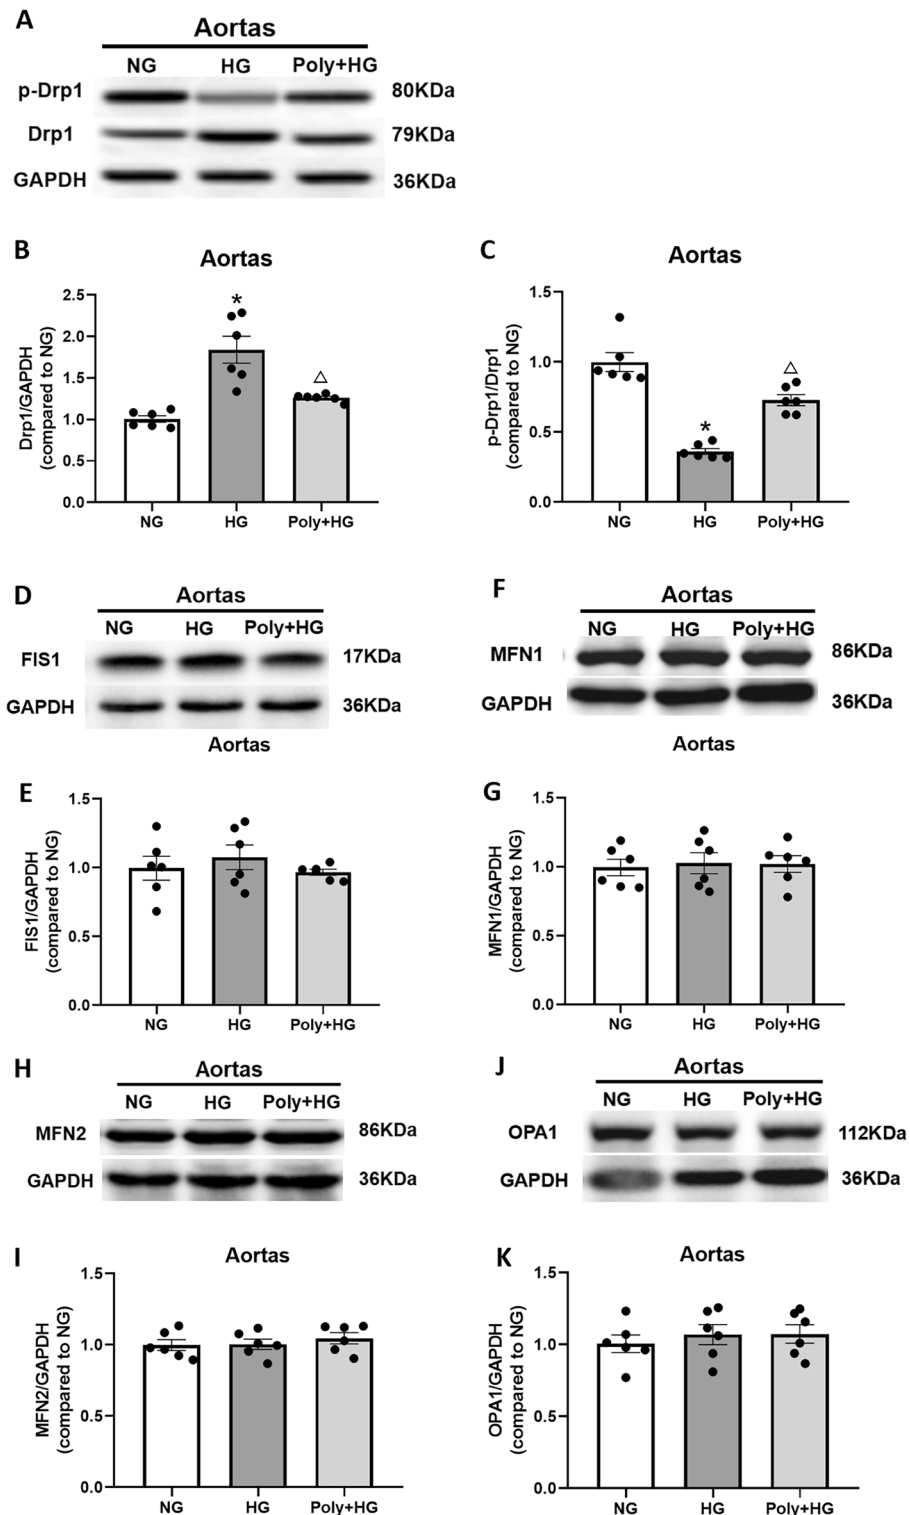 A
Aortas
NG HG Poly+HG
p-Drp1 80KDa
Drp1 79KDa
GAPDH 36KDa
B
Aortas
Drp1/GAPDH
(compared to NG)
2.5
2.0
1.5
1.0
0.5
0.0
*
△
NG HG Poly+HG
C
Aortas
p-Drp1/Drp1
(compared to NG)
1.5
1.0
0.5
0.0
*
△
NG HG Poly+HG
D
Aortas
NG HG Poly+HG
FIS1 17KDa
GAPDH 36KDa
F
Aortas
NG HG Poly+HG
MFN1 86KDa
GAPDH 36KDa
E
Aortas
FIS1/GAPDH
(compared to NG)
1.5
1.0
0.5
0.0
NG HG Poly+HG
G
Aortas
MFN1/GAPDH
(compared to NG)
1.5
1.0
0.5
0.0
NG HG Poly+HG
H
Aortas
NG HG Poly+HG
MFN2 86KDa
GAPDH 36KDa
J
Aortas
NG HG Poly+HG
OPA1 112KDa
GAPDH 36KDa
I
Aortas
MFN2/GAPDH
(compared to NG)
1.5
1.0
0.5
0.0
NG HG Poly+HG
K
Aortas
OPA1/GAPDH
(compared to NG)
1.5
1.0
0.5
0.0
NG HG Poly+HG